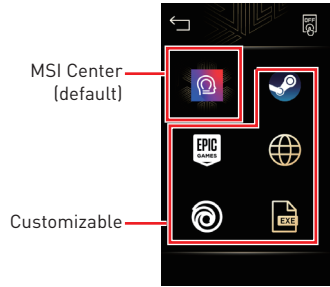 OFF
MSI Center
(default)
EPIC
GAMES
Customizable
EXE